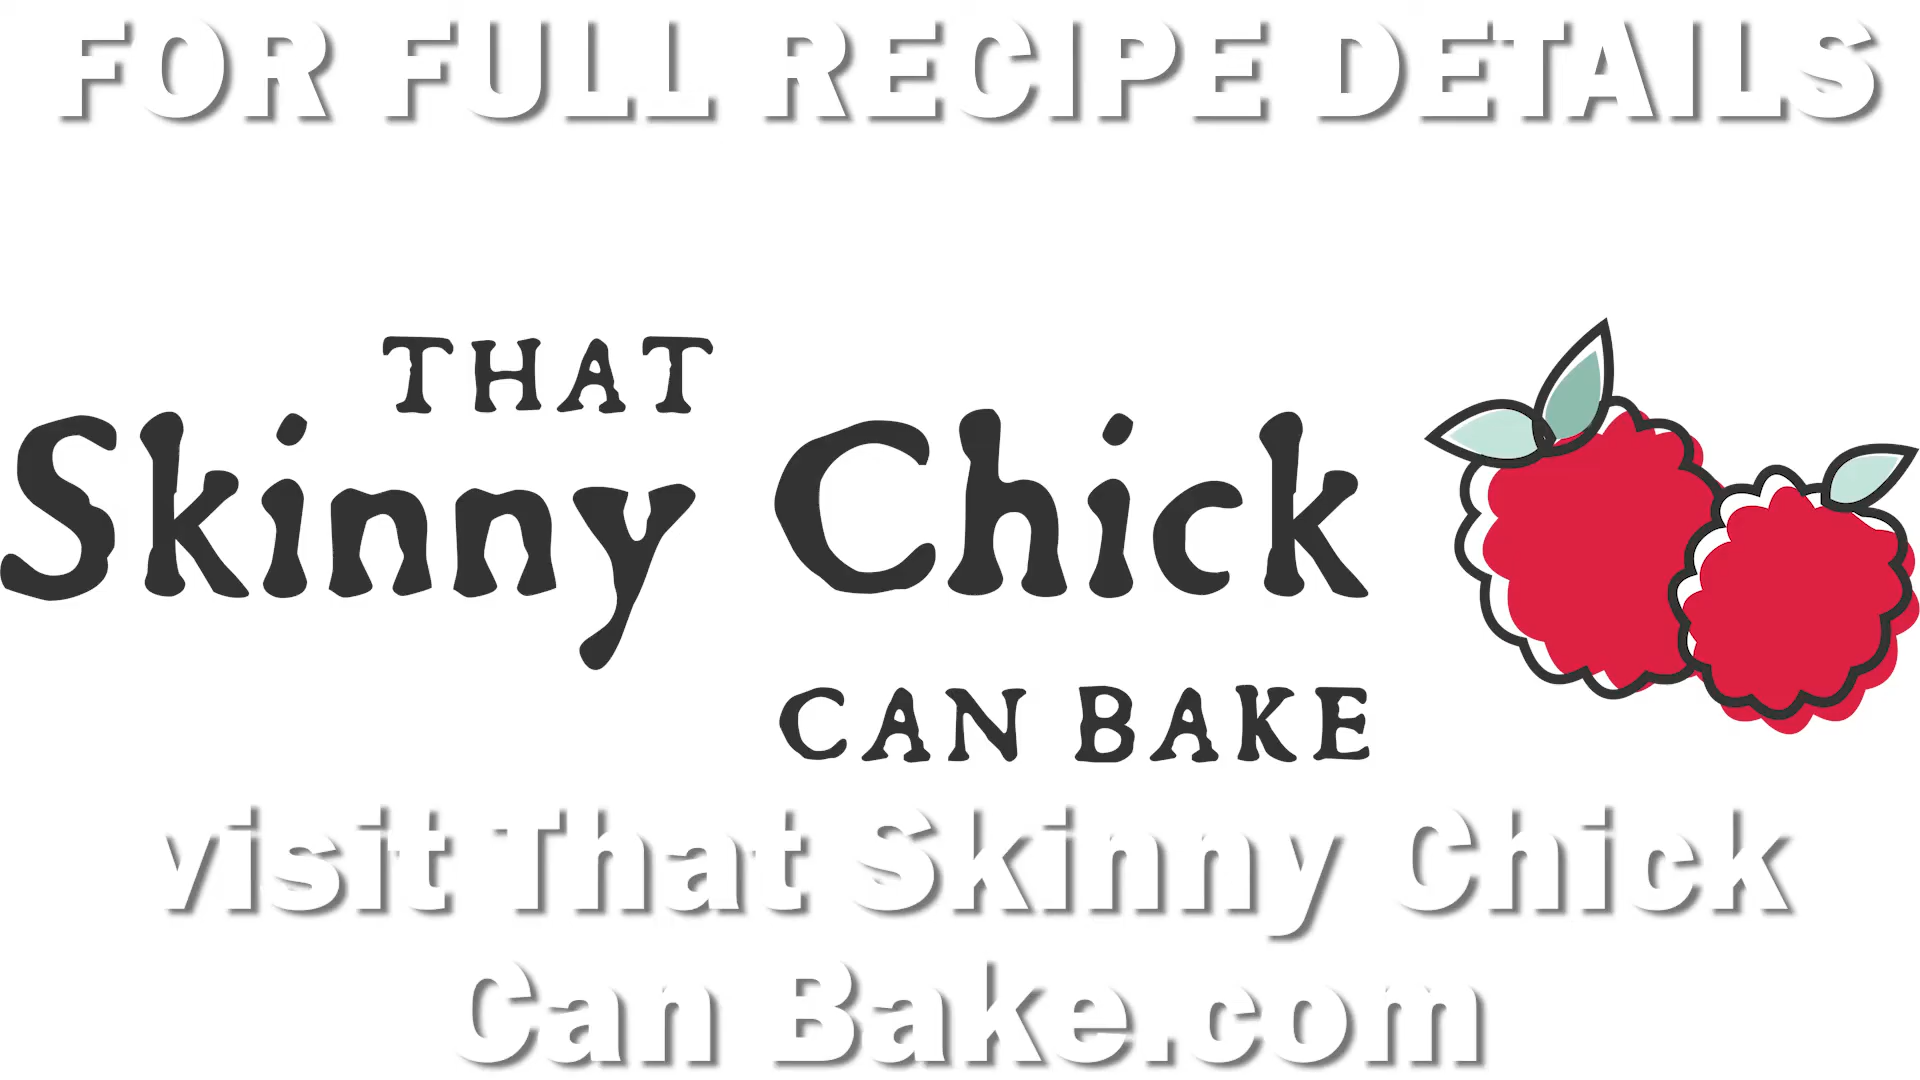 FOR FULL RECIPE DETAILS
THAT
Skinny Chick
CAN BAKE
visit That Skinny Chick
Can Bake.com